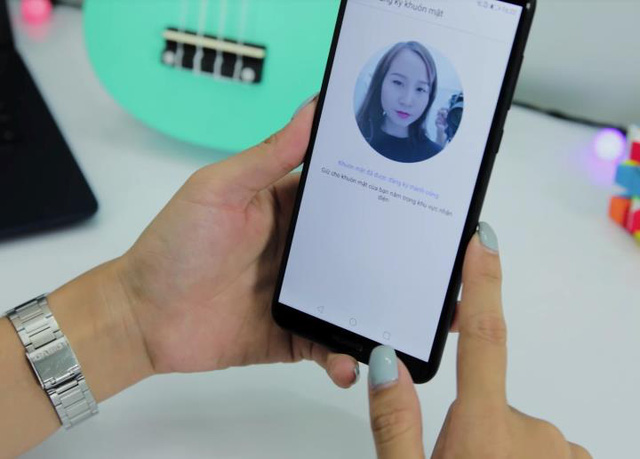 ng ký khuôn mặt
Khuôn mặt đã được đăng ký thành công
Giữ cho khuôn mặt của bạn nằm trong khu vực nhận
diện.